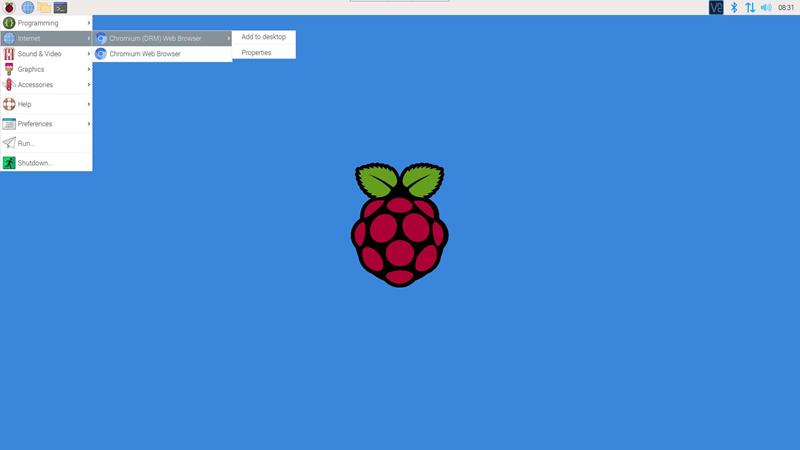 08:31
Programming
Internet
Sound & Video
Graphics
Accessories
Help
Preferences
Run...
Shutdown...
Chromium (DRM) Web Browser
Chromium Web Browser
Add to desktop
Properties